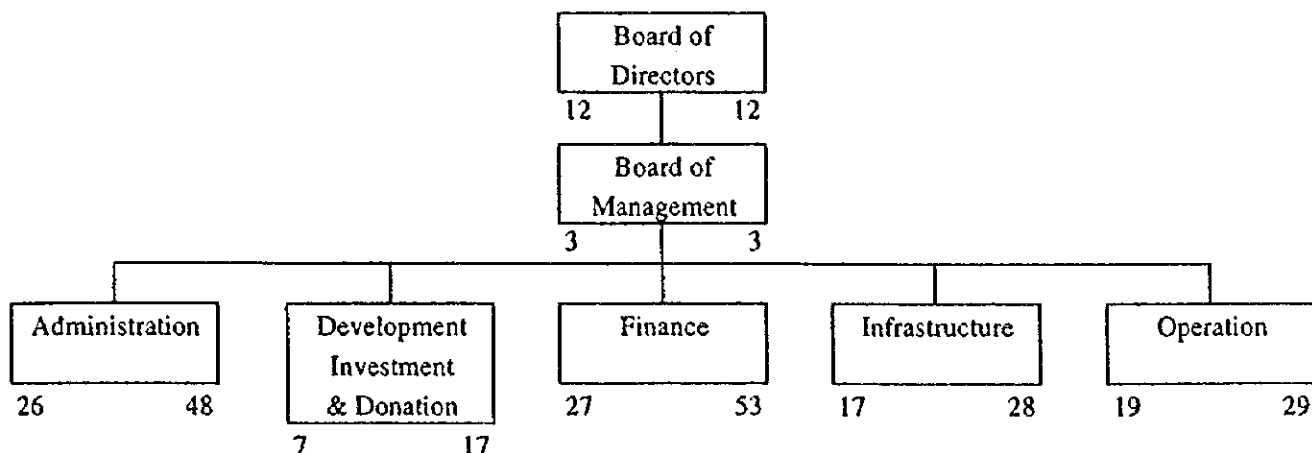 Board of
Directors
12 12
Board of
Management
3 3
Administration
26 48
Development
Investment
& Donation
7 17
Finance
27 53
Infrastructure
17 28
Operation
19 29